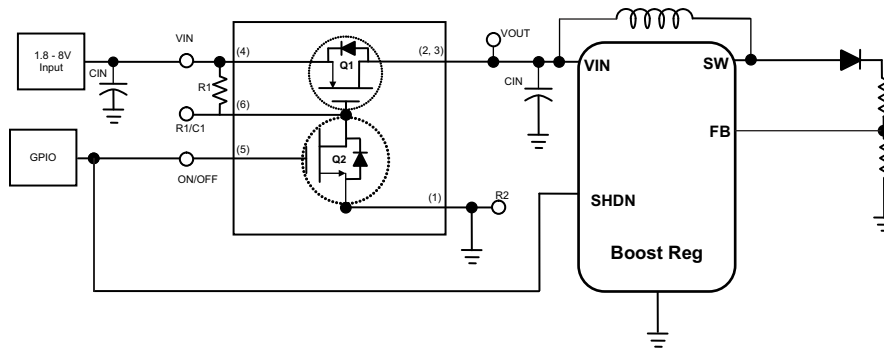 1.8 - 8V
Input
CIN
VIN
(4)
R1
(6)
R1/C1
Q1
(2, 3)
VOUT
CIN
VIN
SW
FB
SHDN
Boost Reg
GPIO
ON/OFF
(5)
Q2
(1)
R2